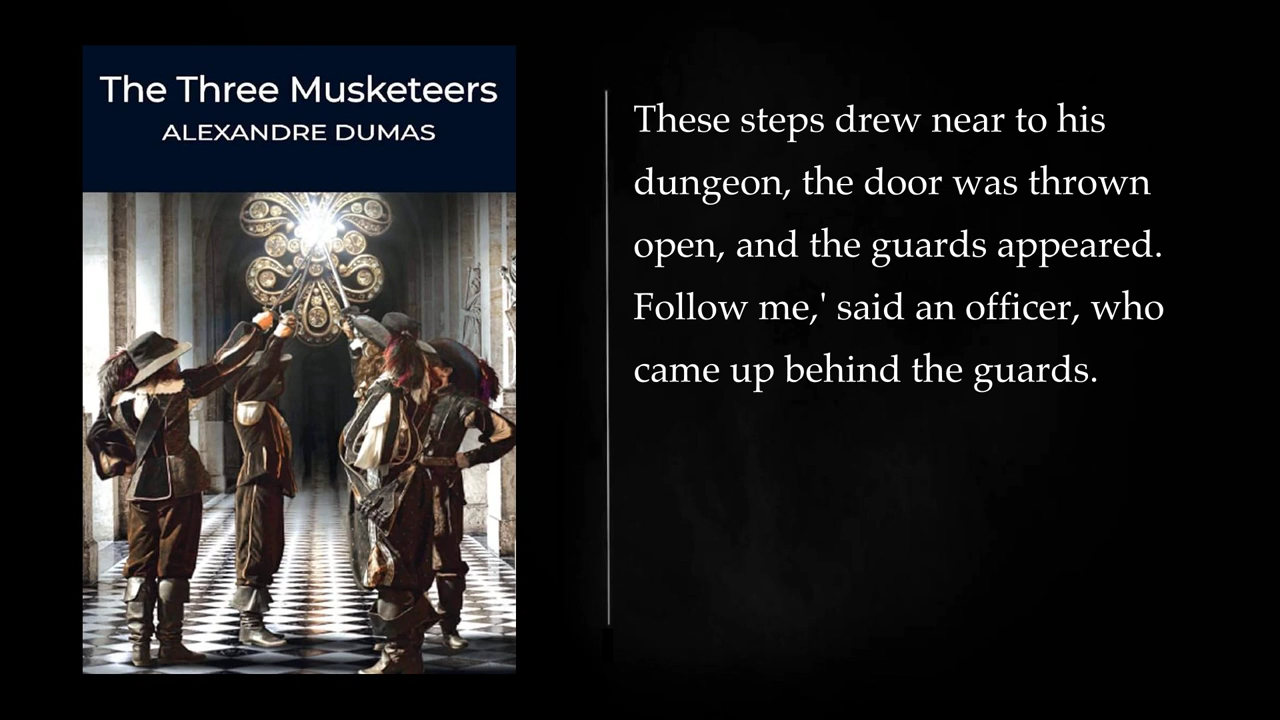 The Three Musketeers
ALEXANDRE DUMAS
These steps drew near to his
dungeon, the door was thrown
open, and the guards appeared.
Follow me,' said an officer, who
came up behind the guards.